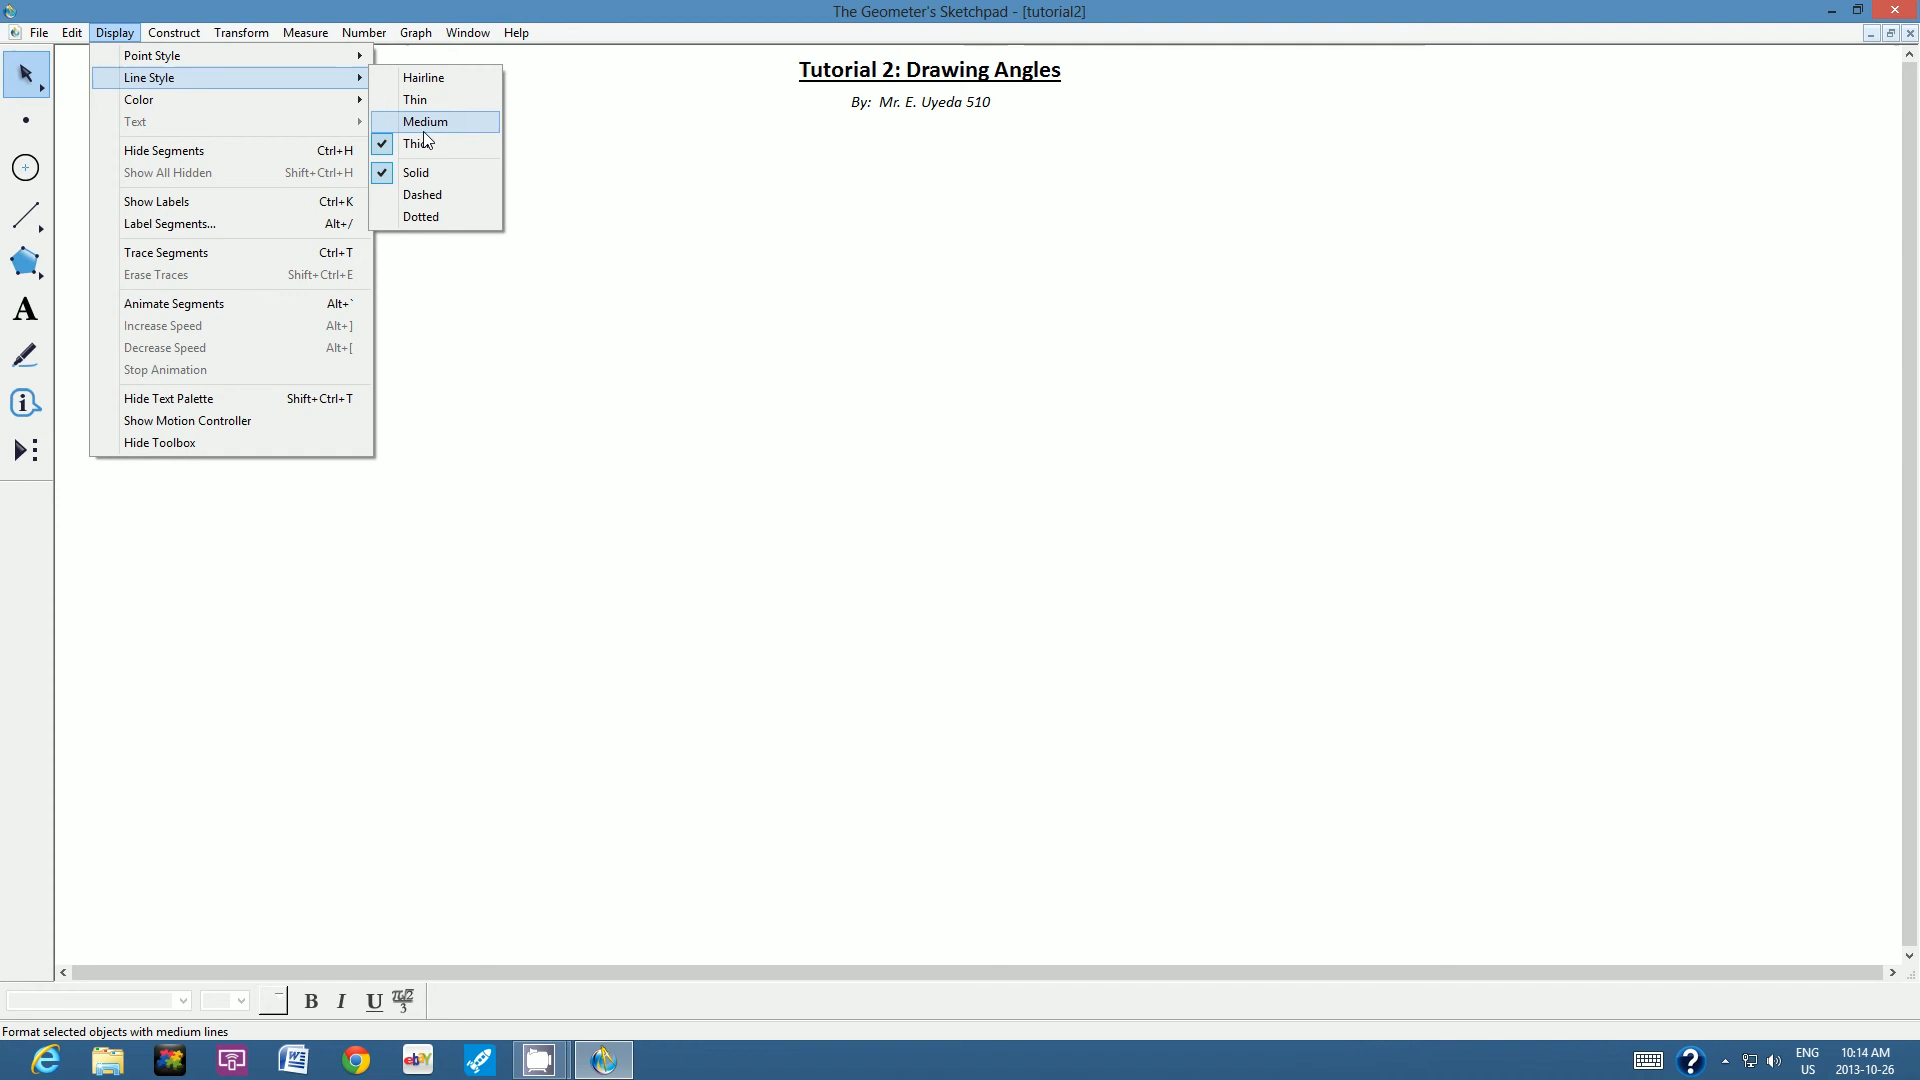 The Geometer's Sketchpad - [tutorial2]
File Edit Display Construct Transform Measure Number Graph Window Help
Tutorial 2: Drawing Angles
By: Mr. E. Uyeda 510
Point Style
Line Style
Color
Text
Hide Segments Ctrl+H
Show All Hidden Shift+Ctrl+H
Show Labels Ctrl+K
Label Segments... Alt+/
Trace Segments Ctrl+T
Erase Traces Shift+Ctrl+E
Animate Segments Alt+`
Increase Speed Alt+]
Decrease Speed Alt+[
Stop Animation
Hide Text Palette Shift+Ctrl+T
Show Motion Controller
Hide Toolbox
Hairline
Thin
Medium
Thick
Solid
Dashed
Dotted
A
B I U
Format selected objects with medium lines
ebay
ENG
US
10:14 AM
2013-10-26